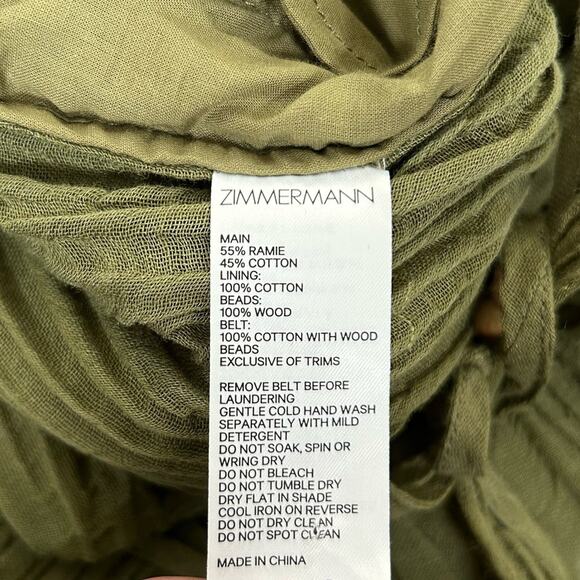 ZIMMERMANN
MAIN
55% RAMIE
45% COTTON
LINING:
100% COTTON
BEADS:
100% WOOD
BELT:
100% COTTON WITH WOOD
BEADS
EXCLUSIVE OF TRIMS
REMOVE BELT BEFORE
LAUNDERING
GENTLE COLD HAND WASH
SEPARATELY WITH MILD
DETERGENT
DO NOT SOAK, SPIN OR
WRING DRY
DO NOT BLEACH
DO NOT TUMBLE DRY
DRY FLAT IN SHADE
COOL IRON ON REVERSE
DO NOT DRY CLEAN
DO NOT SPOT CLEAN
MADE IN CHINA